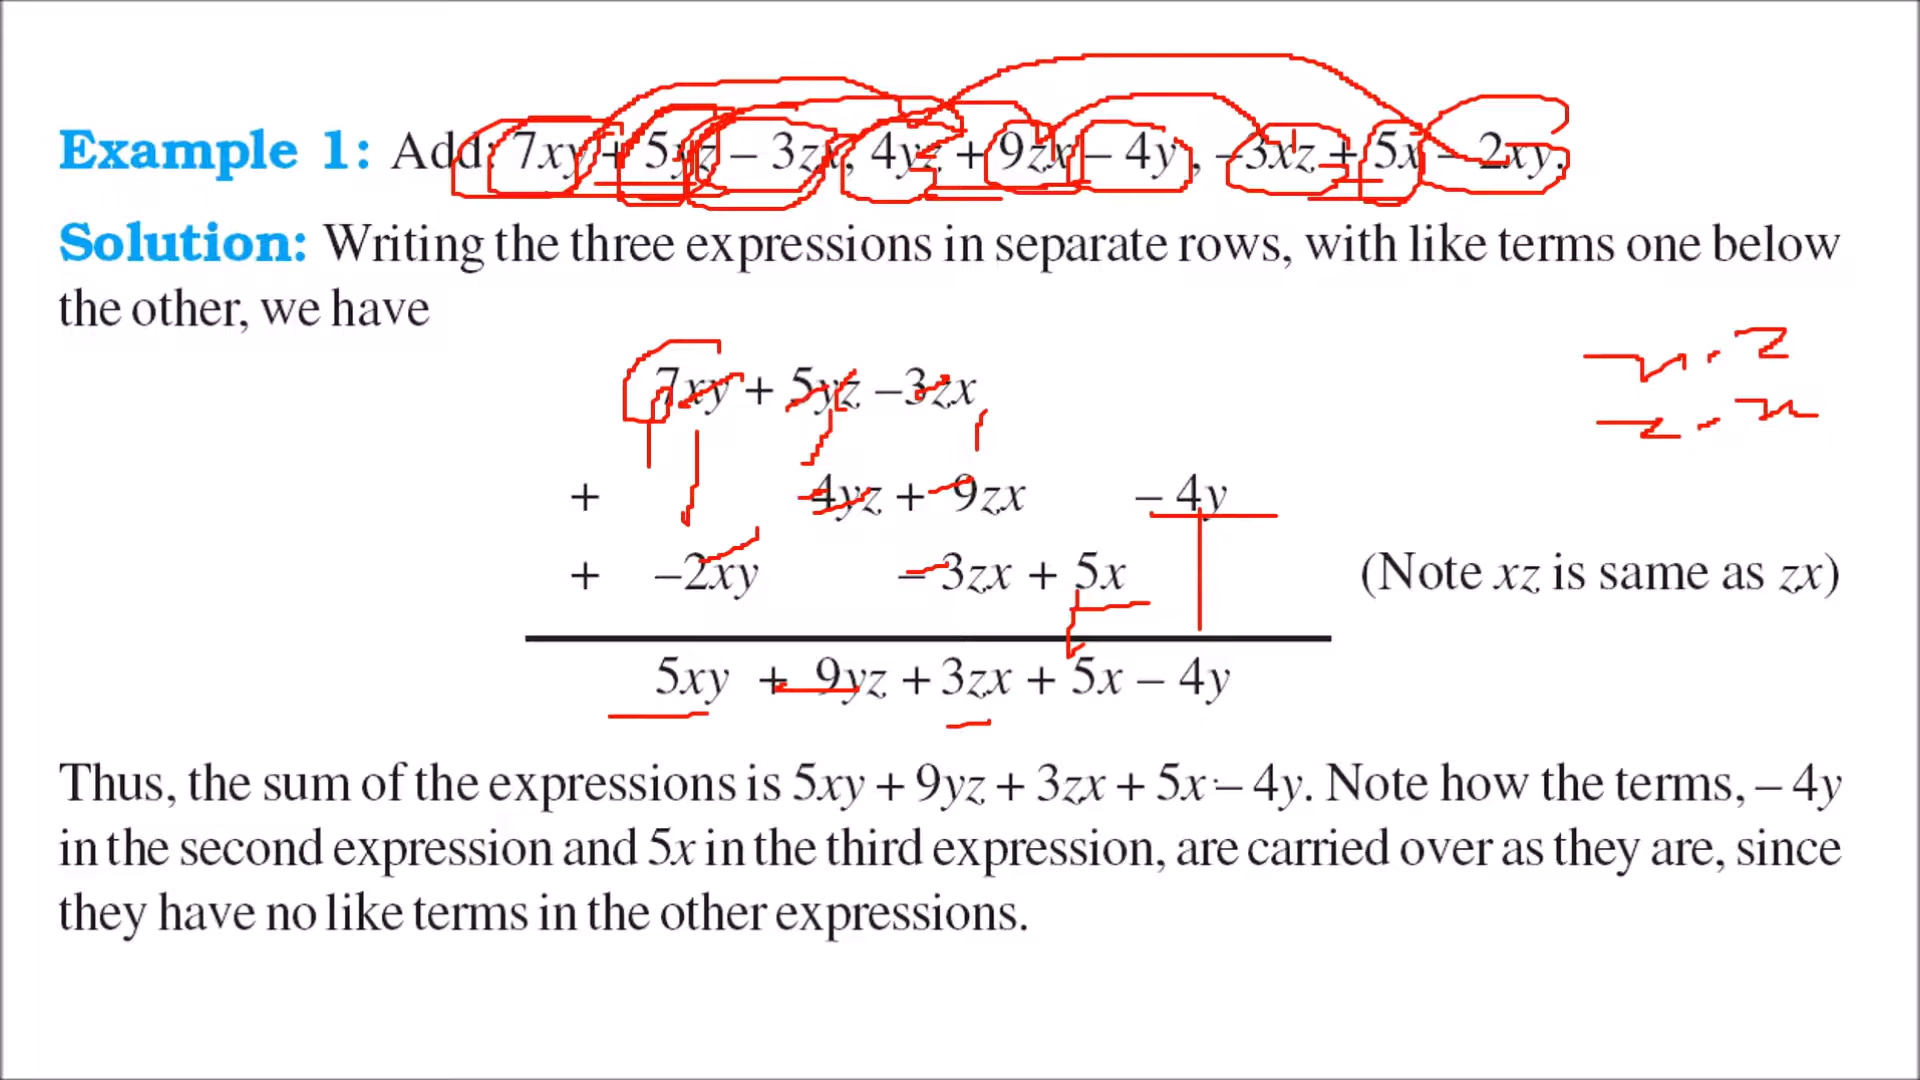 Example 1: Add: 7xy + 5yz – 3zx, 4yz + 9zx – 4y , –3xz + 5x – 2xy.
Solution: Writing the three expressions in separate rows, with like terms one below
the other, we have
7xy + 5yz –3zx
+ 4yz + 9zx – 4y
+ –2xy – 3zx + 5x (Note xz is same as zx)
5xy + 9yz + 3zx + 5x – 4y
Thus, the sum of the expressions is 5xy + 9yz + 3zx + 5x – 4y. Note how the terms, – 4y
in the second expression and 5x in the third expression, are carried over as they are, since
they have no like terms in the other expressions.